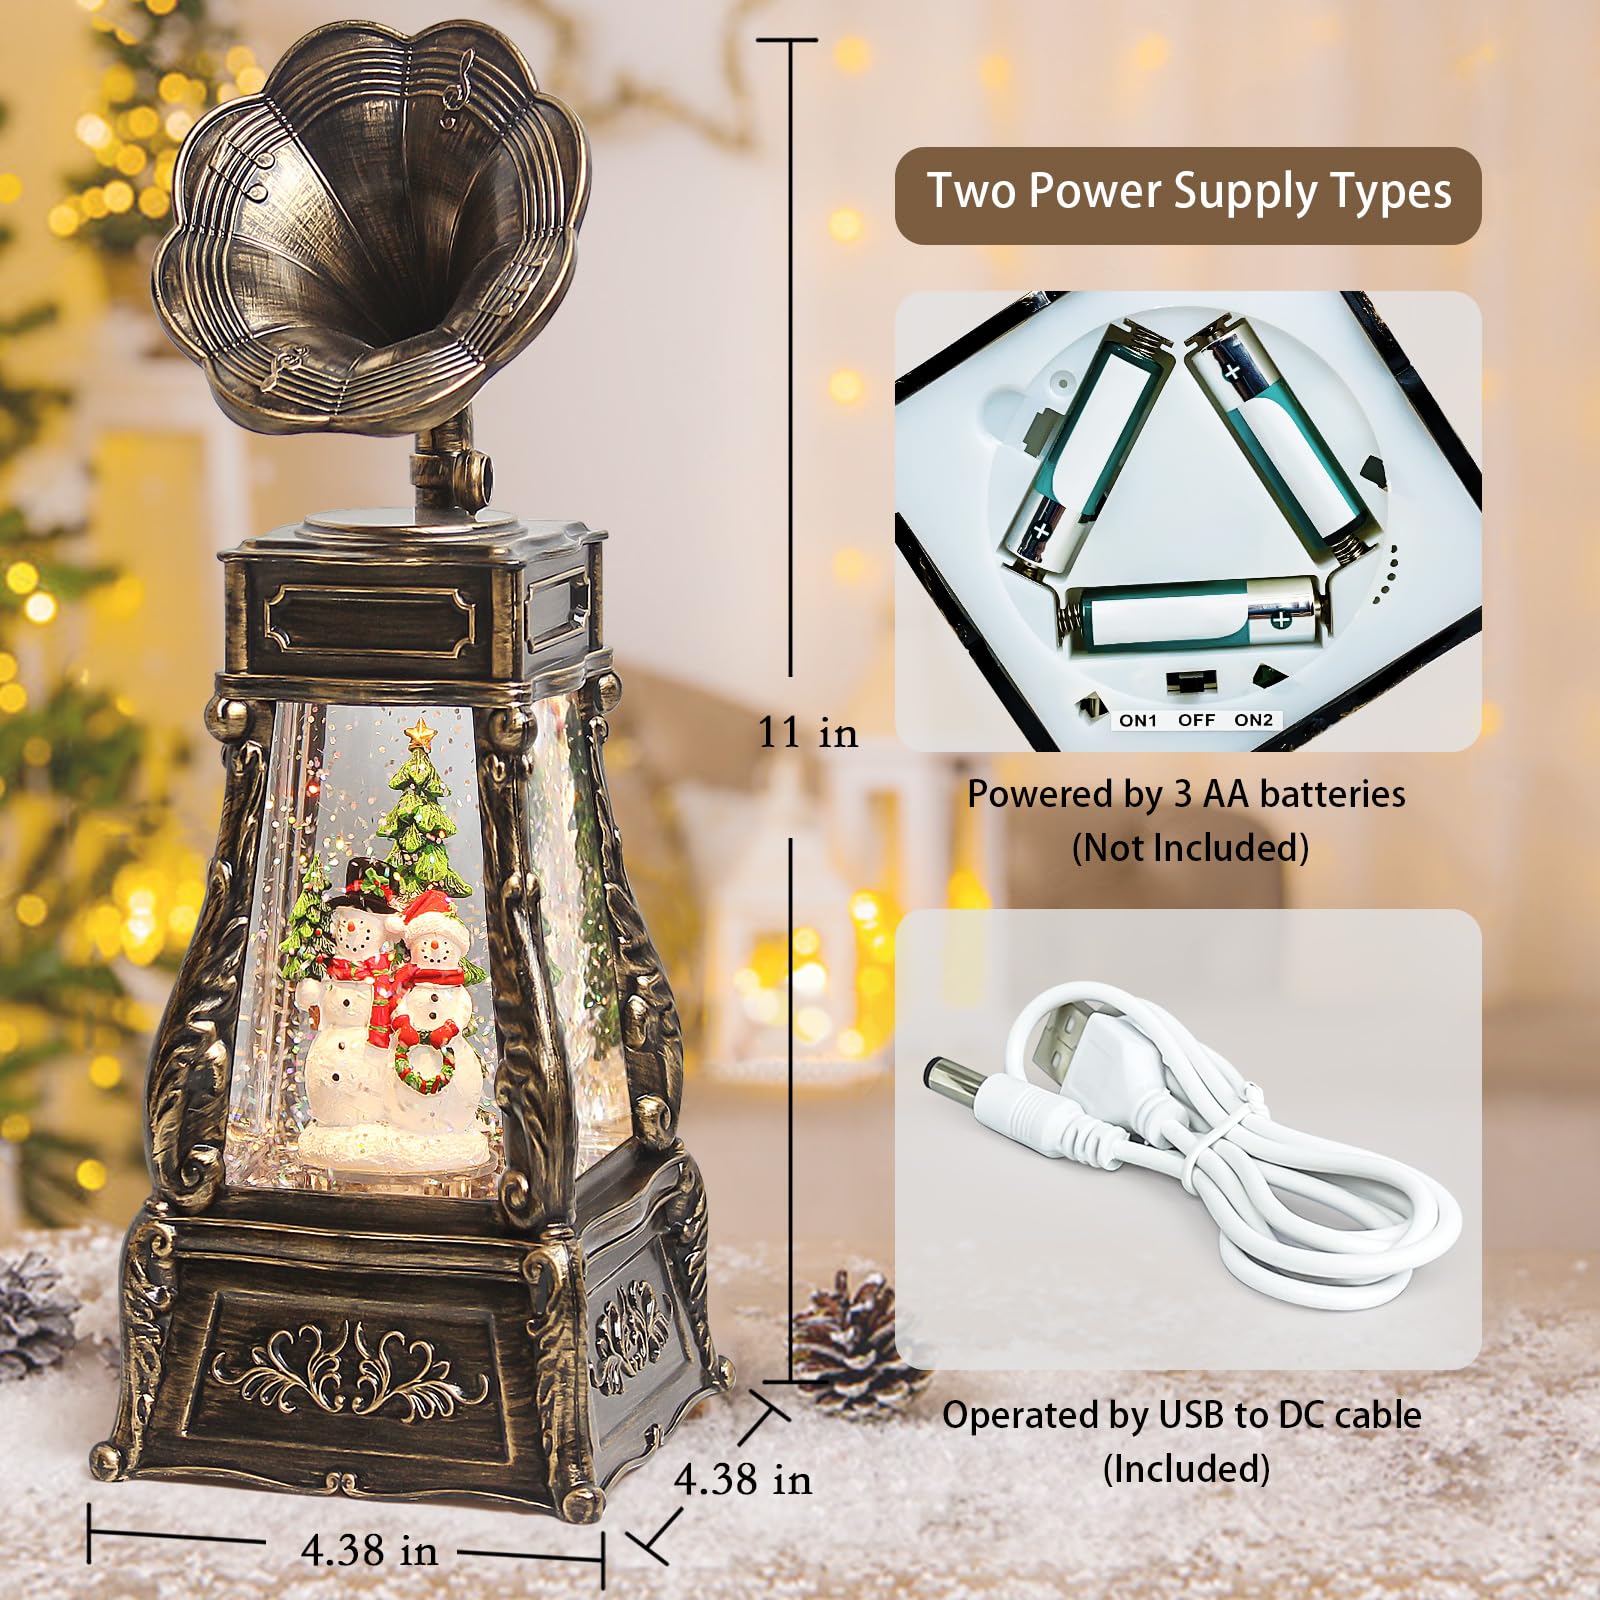 Two Power Supply Types
11 in
+
+
+
ON1 OFF ON2
Powered by 3 AA batteries
(Not Included)
Operated by USB to DC cable
(Included)
4.38 in
4.38 in